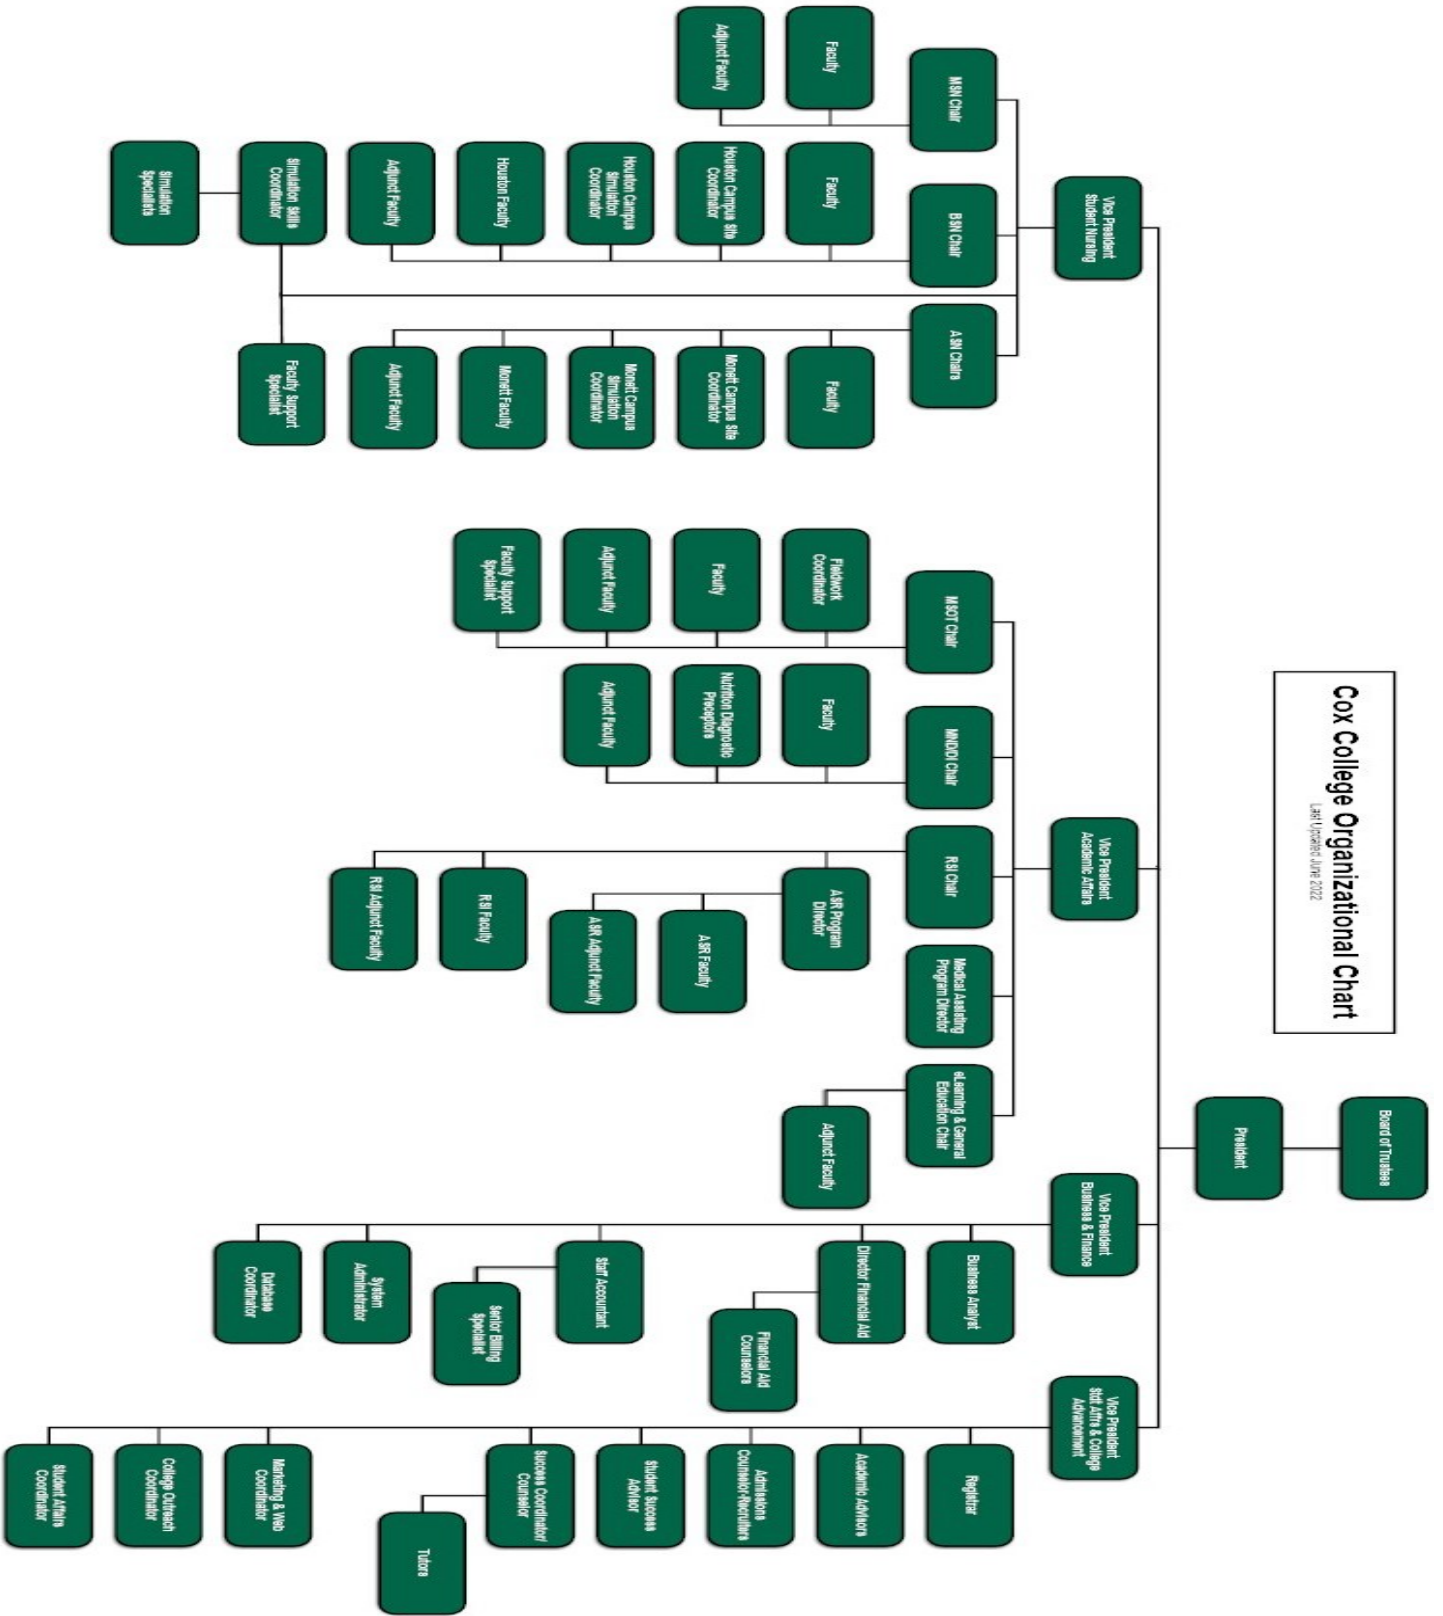 Cox College Organizational Chart
Last Updated June 2022
Board of Trustees
President
Vice President
Student Nursing
Vice President
Academic Affairs
Vice President
Business & Finance
Vice President
Stdt Affrs & College
Advancement
MSN Chair
BSN Chair
ASN Chairs
MSOT Chair
MND/DI Chair
RSI Chair
Medical Assisting
Program Director
eLearning & General
Education Chair
Business Analyst
Registrar
Faculty
Faculty
Faculty
Fieldwork
Coordinator
Faculty
ASR Program
Director
Adjunct Faculty
Director Financial Aid
Academic Advisors
Adjunct Faculty
Houston Campus Site
Coordinator
Monett Campus Site
Coordinator
Faculty
Nutrition Diagnostic
Preceptors
ASR Faculty
Financial Aid
Counselors
Admissions
Counselor-Recruiters
Houston Campus
Simulaiton
Coordinator
Monett Campus
Simulation
Coordinator
Adjunct Faculty
Adjunct Faculty
ASR Adjunct Faculty
Staff Accountant
Student Success
Advisor
Houston Faculty
Monett Faculty
Faculty Support
Specialist
RSI Faculty
Senior Billing
Specialist
Success Coordinator/
Counselor
Adjunct Faculty
Adjunct Faculty
RSI Adjunct Faculty
System
Administrator
Tutors
Simulation Skills
Coordinator
Faculty Support
Specialist
Database
Coordinator
Marketing & Web
Coordinator
Simulation
Specialists
College Outreach
Coordinator
Student Affairs
Coordinator